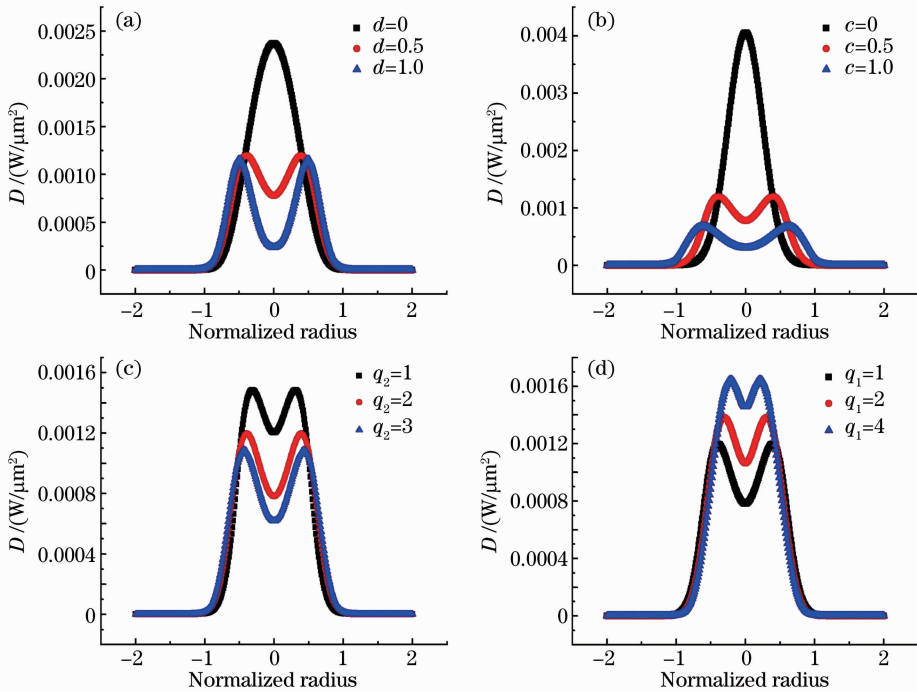 (a)
d=0
d=0.5
d=1.0
0.0025
0.0020
0.0015
0.0010
0.0005
0
D /(W/μm²)
−2 −1 0 1 2
Normalized radius
(b)
c=0
c=0.5
c=1.0
0.004
0.003
0.002
0.001
0
D /(W/μm²)
−2 −1 0 1 2
Normalized radius
(c)
q₂=1
q₂=2
q₂=3
0.0016
0.0012
0.0008
0.0004
0
D /(W/μm²)
−2 −1 0 1 2
Normalized radius
(d)
q₁=1
q₁=2
q₁=4
0.0016
0.0012
0.0008
0.0004
0
D /(W/μm²)
−2 −1 0 1 2
Normalized radius